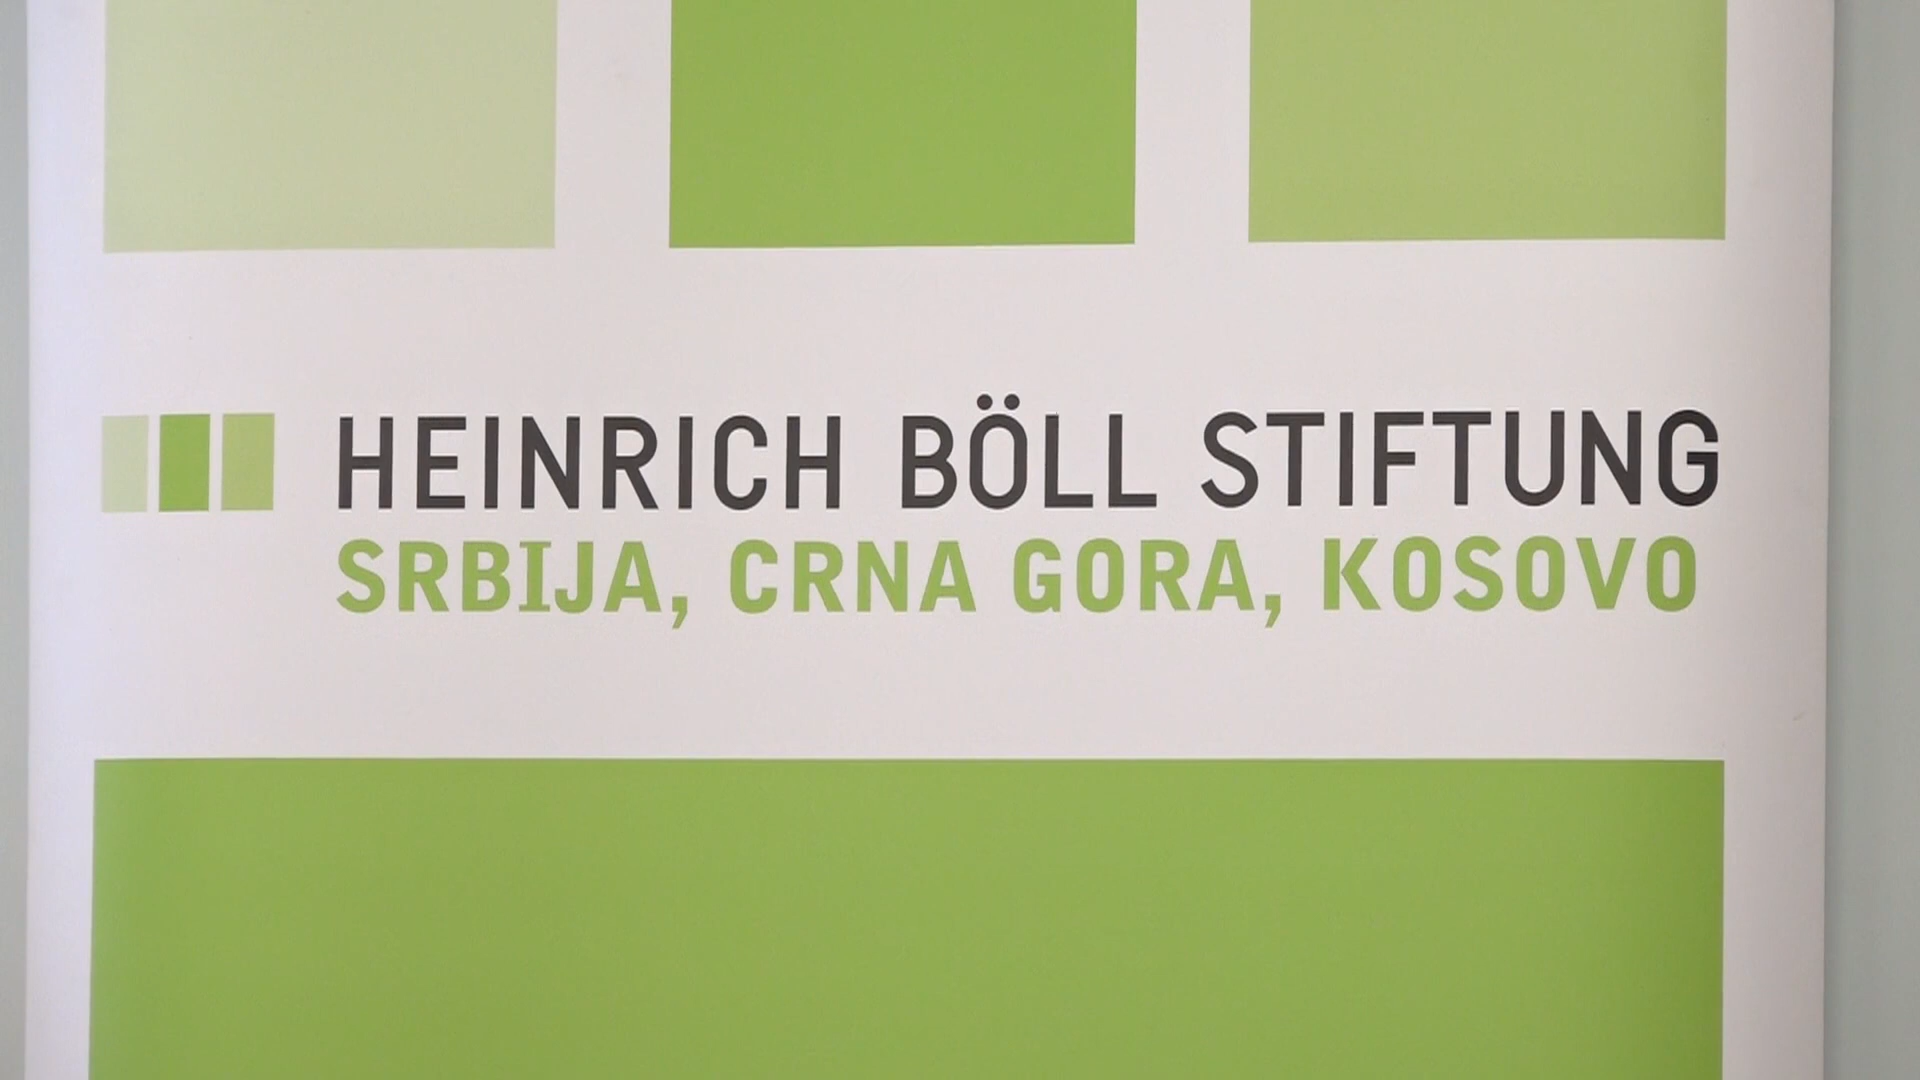 HEINRICH BÖLL STIFTUNG
SRBIJA, CRNA GORA, KOSOVO